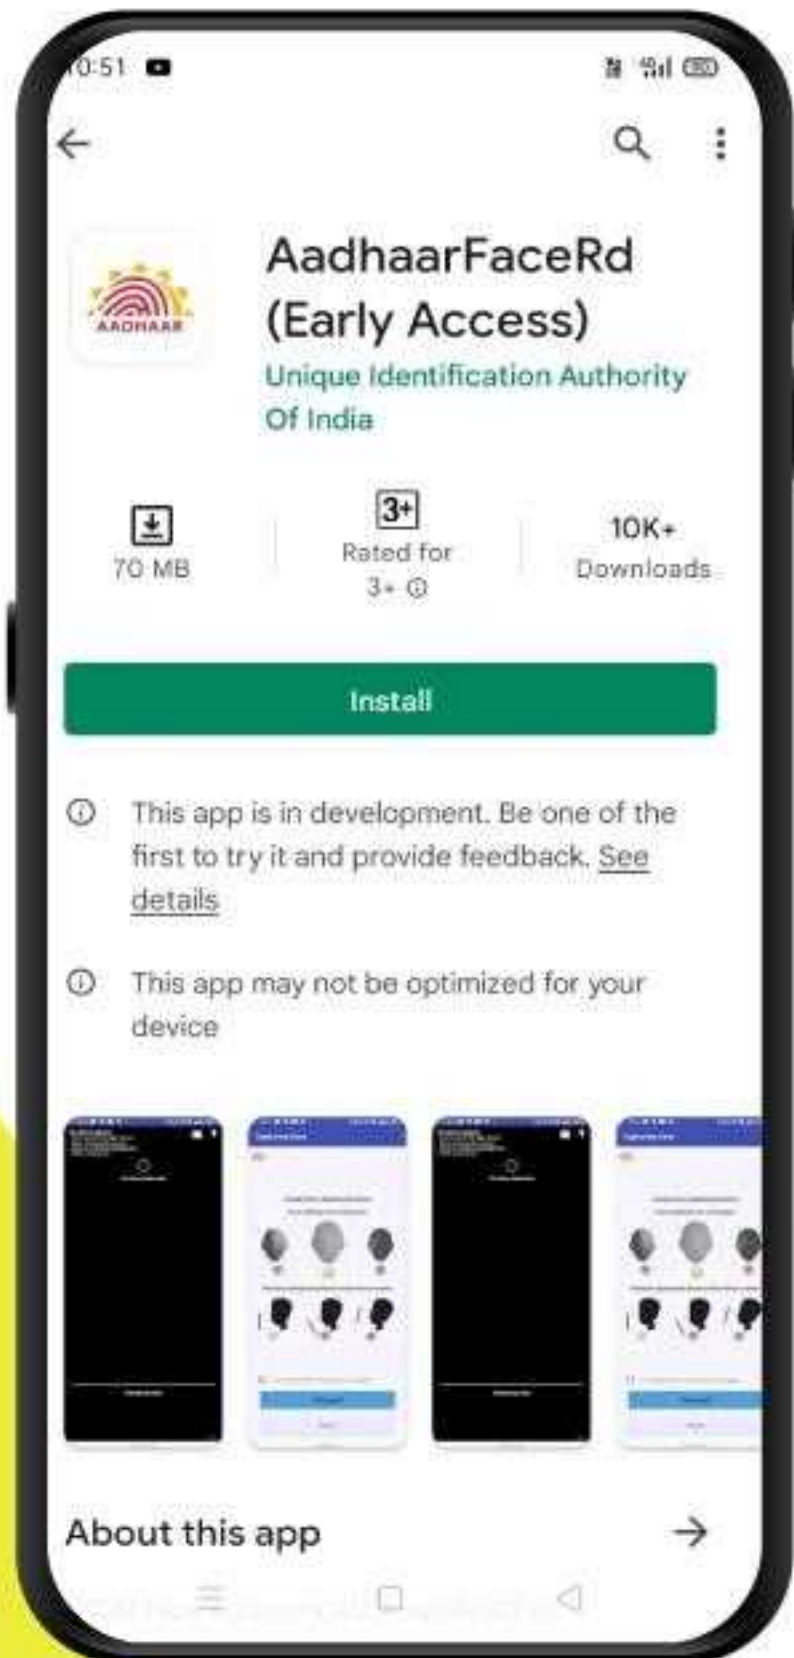 0:51
AadhaarFaceRd
(Early Access)
AADHAAR
Unique Identification Authority
Of India
3+
10K+
70 MB
Rated for
3+
Downloads
Install
This app is in development. Be one of the
first to try it and provide feedback. See
details
This app may not be optimized for your
device
About this app